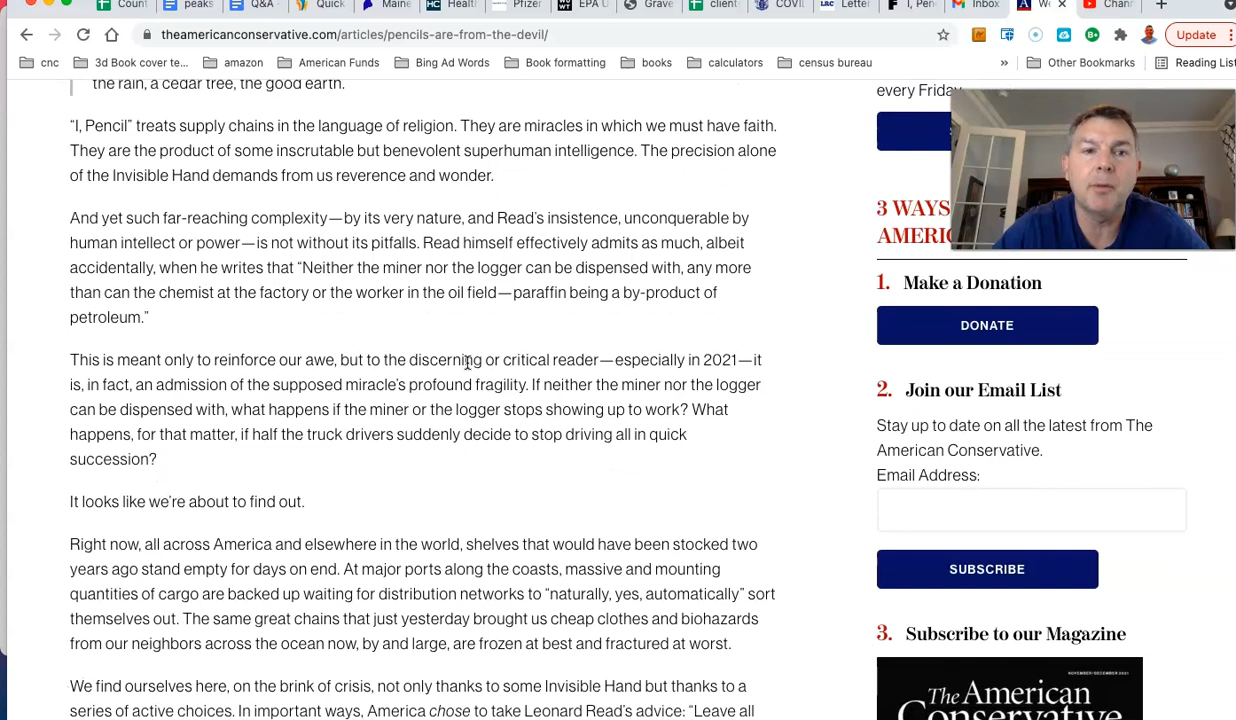 Count
peaks
Q&A
Maine
Healt
Pfizer
EPA U
Grave
client
COVI
Letter
I, Pen
Inbox
We
Chann
theamericanconservative.com/articles/pencils-are-from-the-devil/
Update
cnc
3d Book cover te...
amazon
American Funds
Bing Ad Words
Book formatting
books
calculators
census bureau
»
Other Bookmarks
Reading List
the rain, a cedar tree, the good earth.
“I, Pencil” treats supply chains in the language of religion. They are miracles in which we must have faith.
They are the product of some inscrutable but benevolent superhuman intelligence. The precision alone
of the Invisible Hand demands from us reverence and wonder.
And yet such far-reaching complexity—by its very nature, and Read’s insistence, unconquerable by
human intellect or power—is not without its pitfalls. Read himself effectively admits as much, albeit
accidentally, when he writes that “Neither the miner nor the logger can be dispensed with, any more
than can the chemist at the factory or the worker in the oil field—paraffin being a by-product of
petroleum.”
This is meant only to reinforce our awe, but to the discerning or critical reader—especially in 2021—it
is, in fact, an admission of the supposed miracle’s profound fragility. If neither the miner nor the logger
can be dispensed with, what happens if the miner or the logger stops showing up to work? What
happens, for that matter, if half the truck drivers suddenly decide to stop driving all in quick
succession?
It looks like we’re about to find out.
Right now, all across America and elsewhere in the world, shelves that would have been stocked two
years ago stand empty for days on end. At major ports along the coasts, massive and mounting
quantities of cargo are backed up waiting for distribution networks to “naturally, yes, automatically” sort
themselves out. The same great chains that just yesterday brought us cheap clothes and biohazards
from our neighbors across the ocean now, by and large, are frozen at best and fractured at worst.
We find ourselves here, on the brink of crisis, not only thanks to some Invisible Hand but thanks to a
series of active choices. In important ways, America chose to take Leonard Read’s advice: “Leave all
every Friday
3 WAYS
AMERI
1. Make a Donation
DONATE
2. Join our Email List
Stay up to date on all the latest from The
American Conservative.
Email Address:
SUBSCRIBE
3. Subscribe to our Magazine
NOVEMBER/DECEMBER 2021
The American